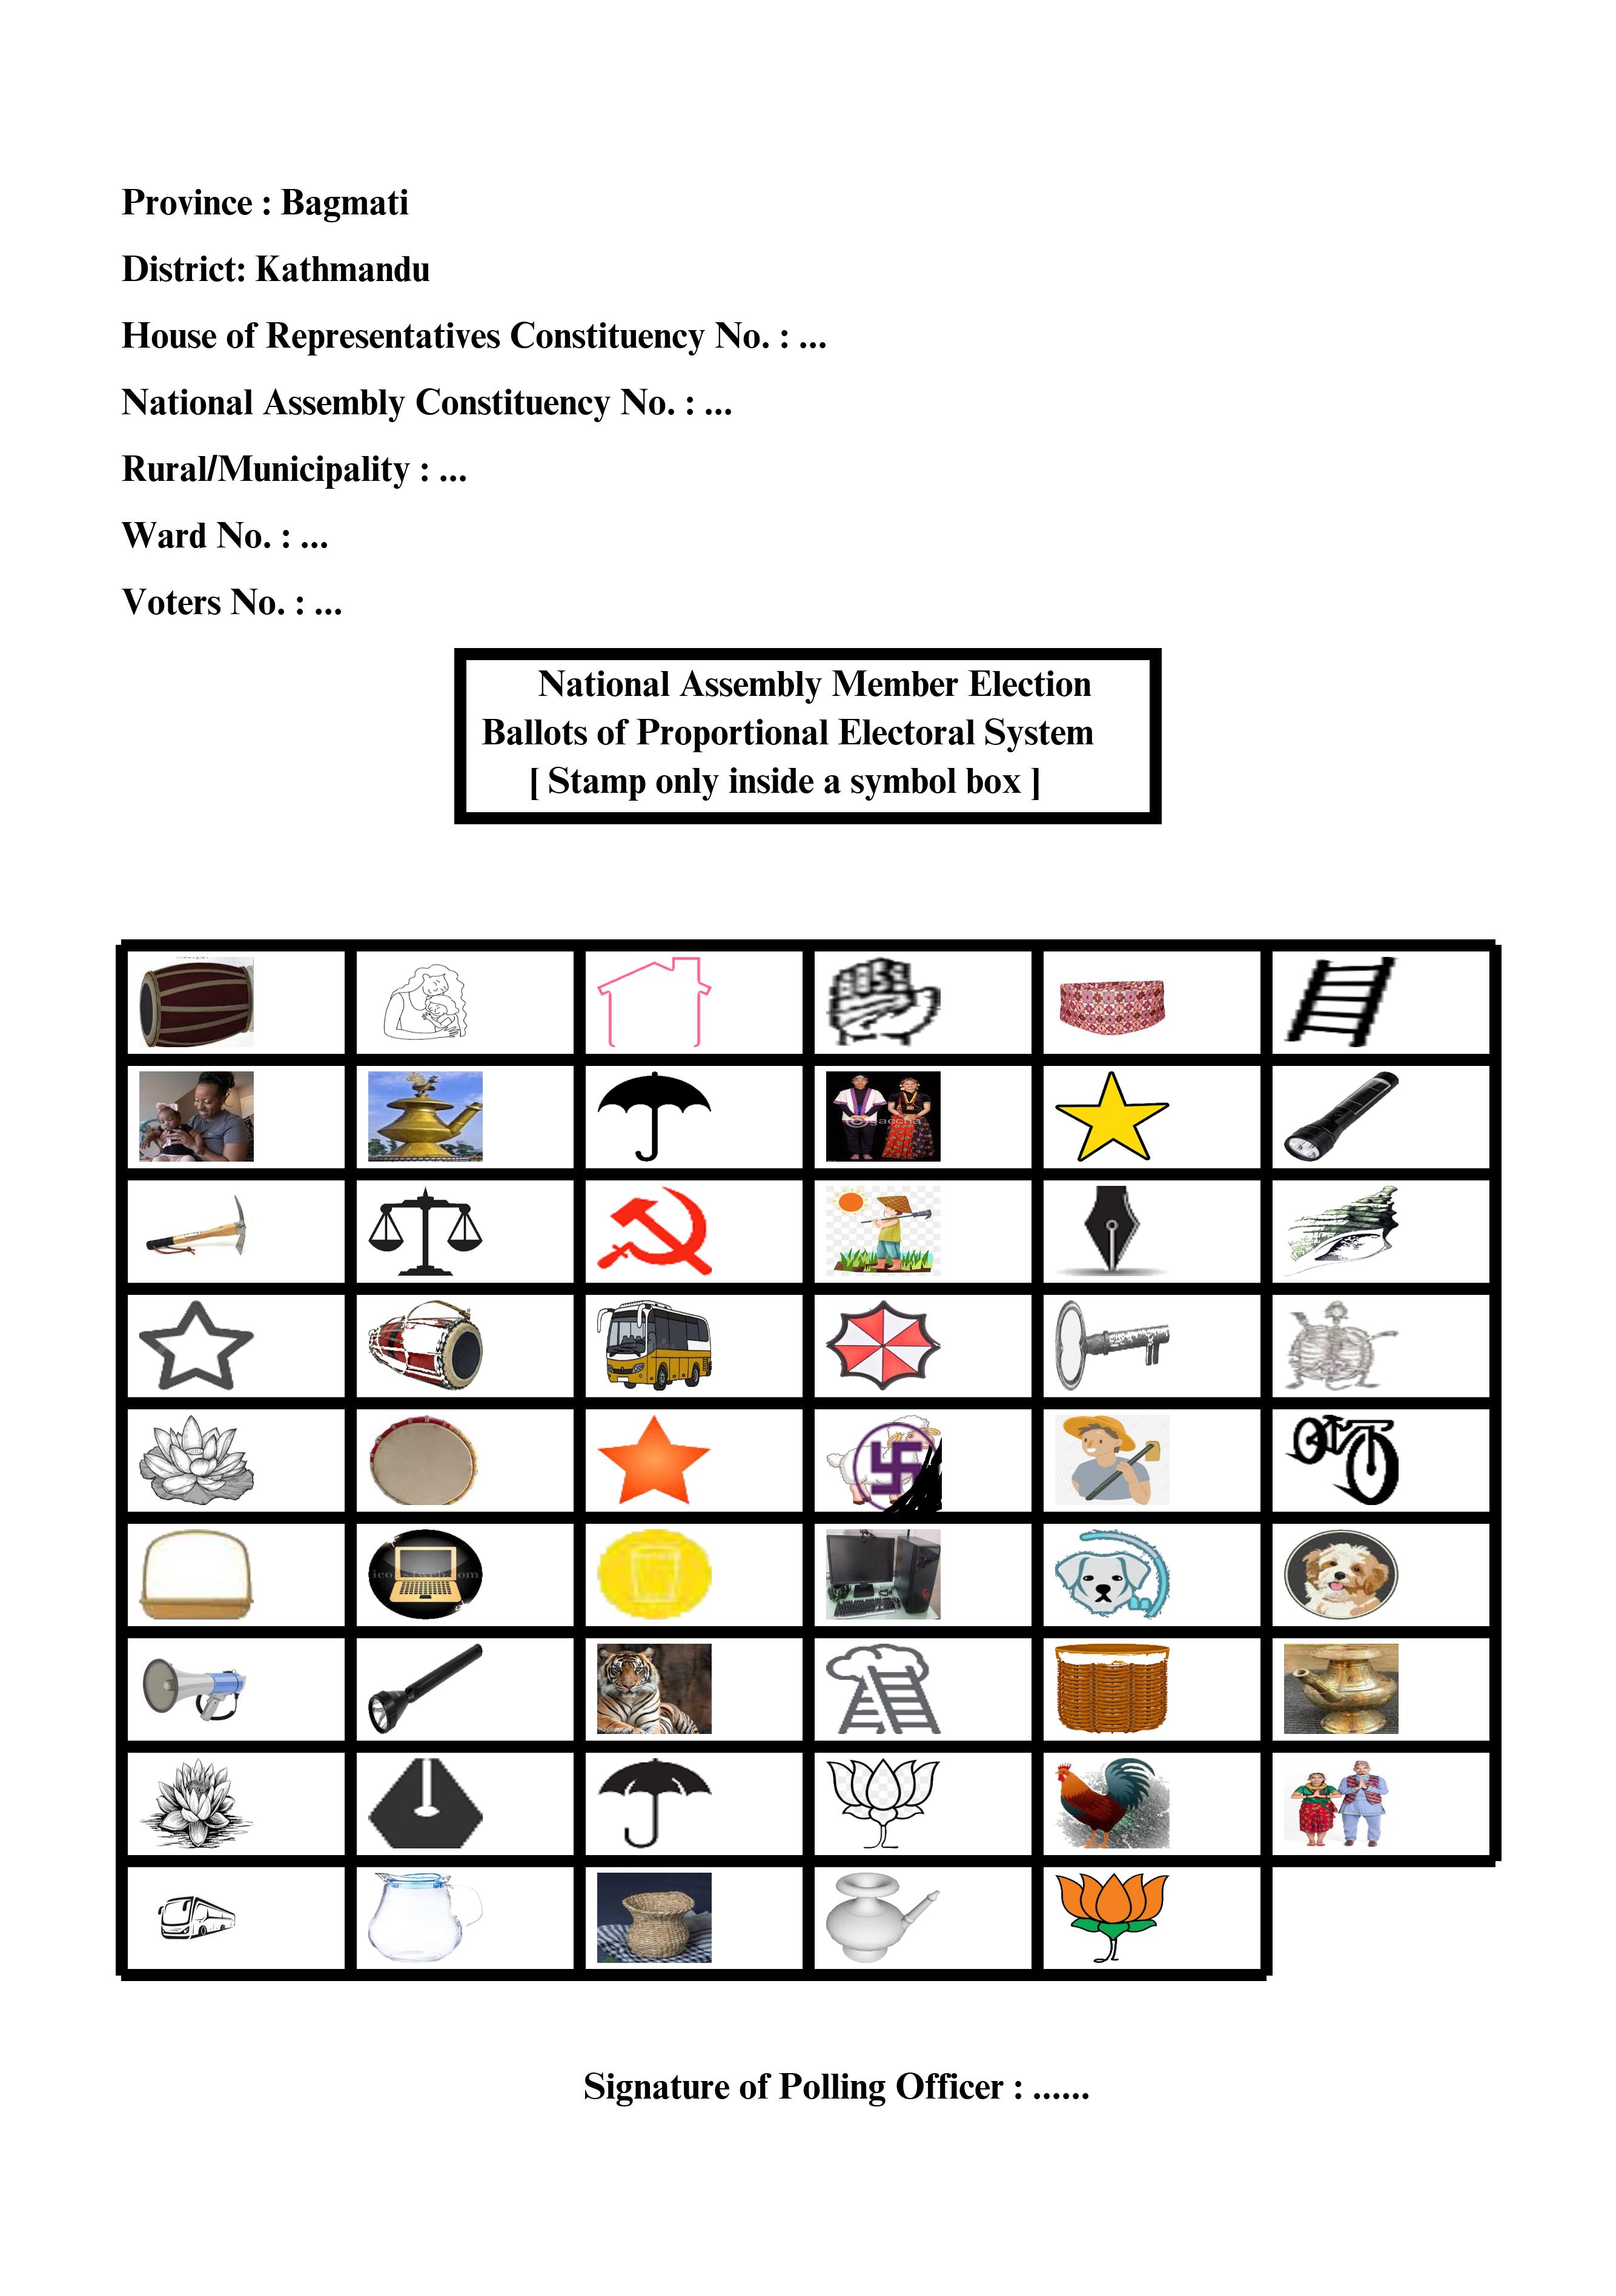 Province : Bagmati
District: Kathmandu
House of Representatives Constituency No. : ...
National Assembly Constituency No. : ...
Rural/Municipality : ...
Ward No. : ...
Voters No. : ...
National Assembly Member Election
Ballots of Proportional Electoral System
[ Stamp only inside a symbol box ]
Signature of Polling Officer : ......